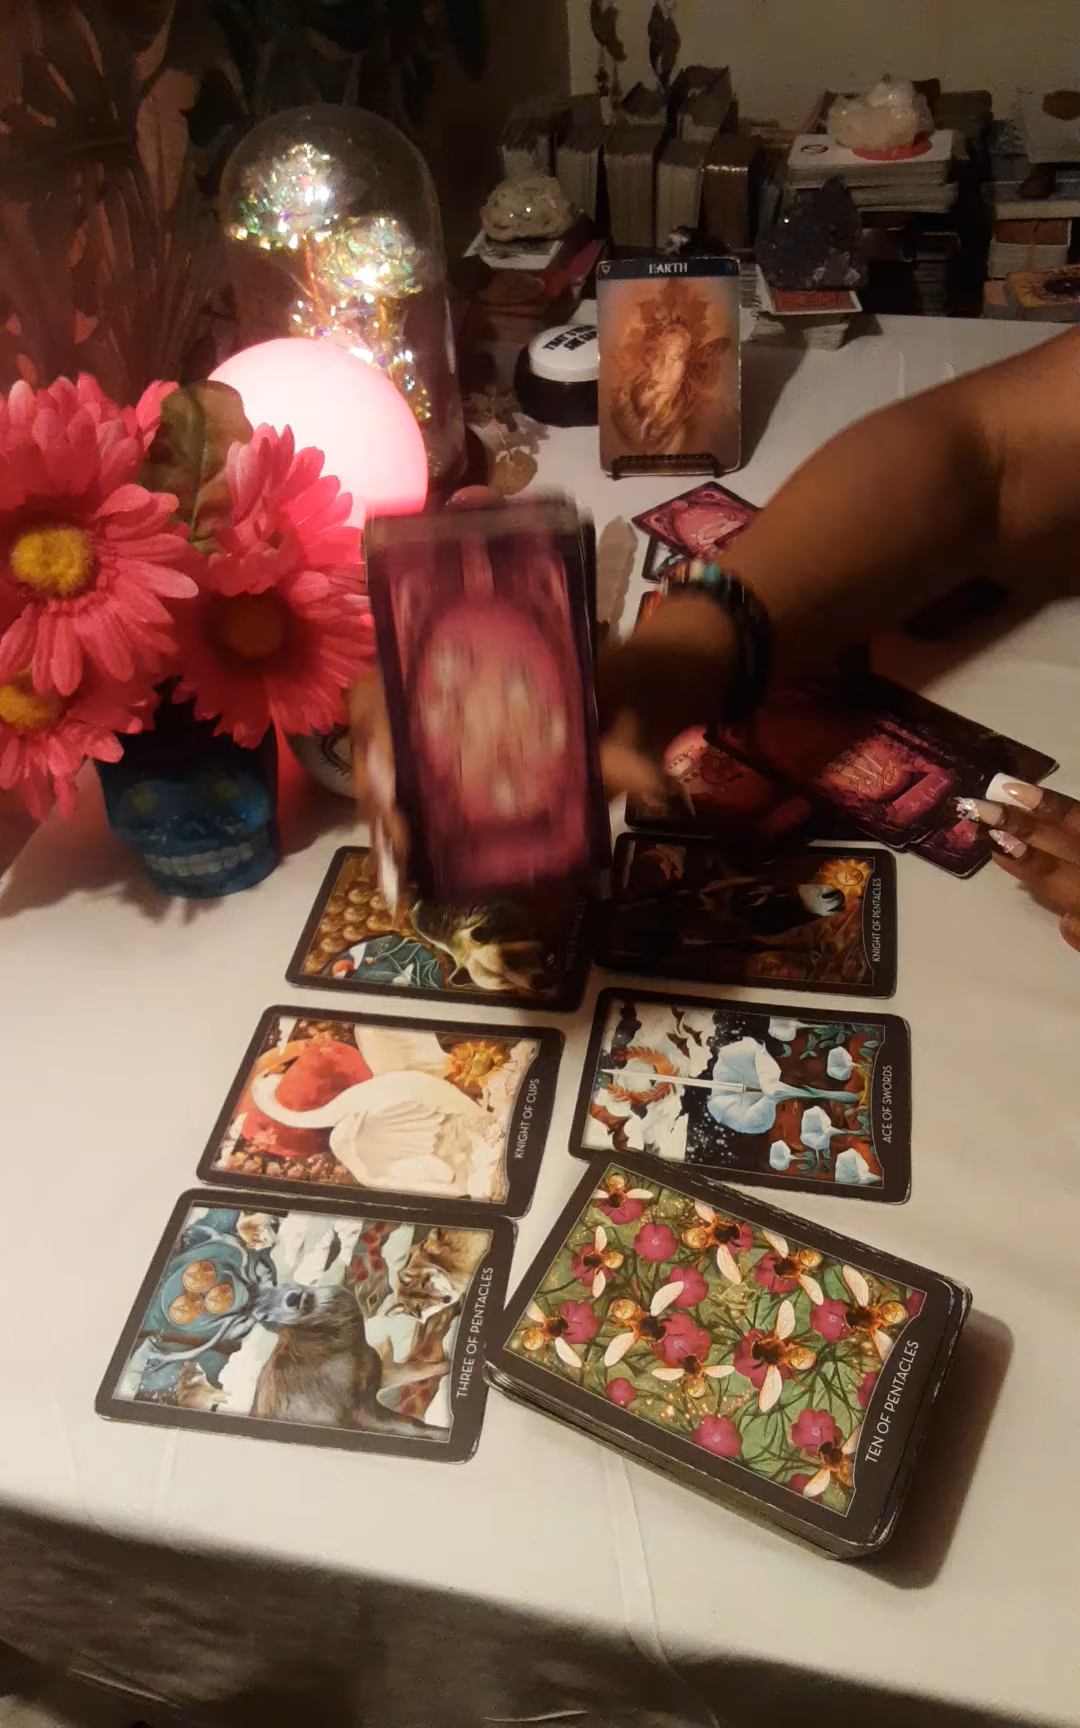 EARTH
KNIGHT OF PENTACLES
KNIGHT OF CUPS
ACE OF SWORDS
THREE OF PENTACLES
TEN OF PENTACLES